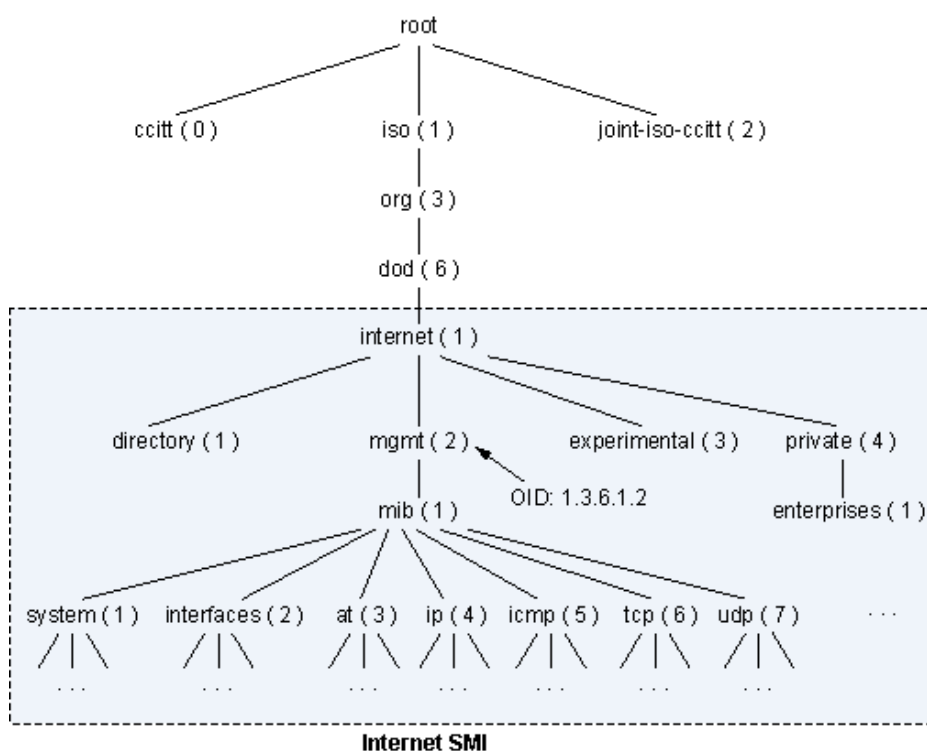 root
ccitt ( 0 ) iso ( 1 ) joint-iso-ccitt ( 2 )
org ( 3 )
dod ( 6 )
internet ( 1 )
directory ( 1 ) mgmt ( 2 ) experimental ( 3 ) private ( 4 )
OID: 1.3.6.1.2
mib ( 1 ) enterprises ( 1 )
system ( 1 ) interfaces ( 2 ) at ( 3 ) ip ( 4 ) icmp ( 5 ) tcp ( 6 ) udp ( 7 ) . . .
. . . . . . . . . . . . . . . . . . . . .
Internet SMI